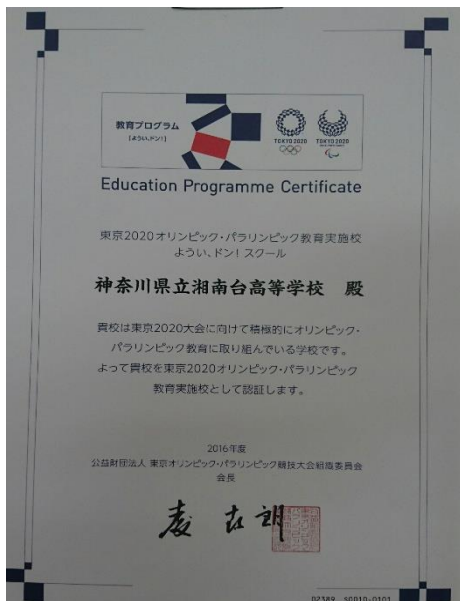 教育プログラム
[ようい、ドン!]
TOKYO 2020
TOKYO 2020
Education Programme Certificate
東京2020オリンピック・パラリンピック教育実施校
ようい、ドン! スクール
神奈川県立湘南台高等学校　殿
貴校は東京2020大会に向けて積極的にオリンピック・
パラリンピック教育に取り組んでいる学校です。
よって貴校を東京2020オリンピック・パラリンピック
教育実施校として認証します。
2016年度
公益財団法人 東京オリンピック・パラリンピック競技大会組織委員会
会長
02389 SG010-0101